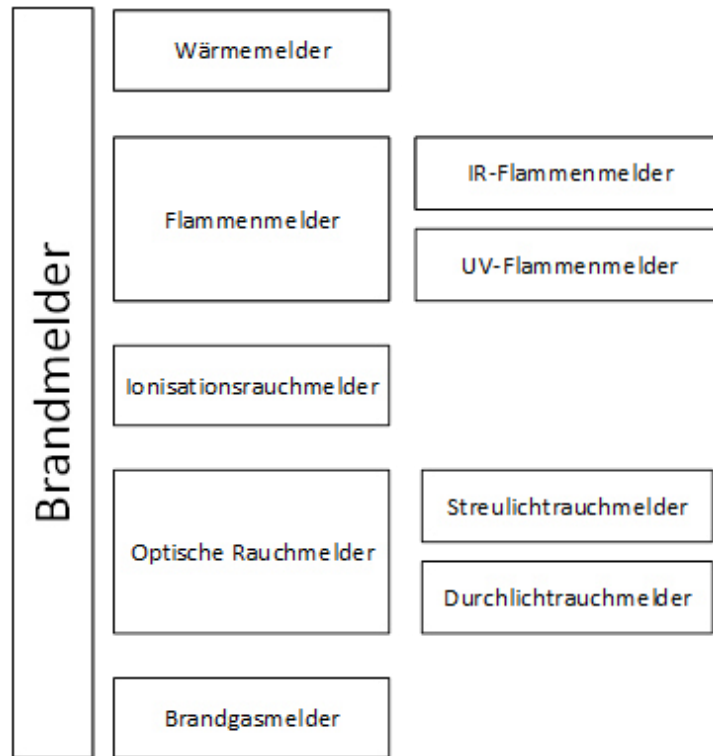 Brandmelder
Wärmemelder
Flammenmelder
IR-Flammenmelder
UV-Flammenmelder
Ionisationsrauchmelder
Optische Rauchmelder
Streulichtrauchmelder
Durchlichtrauchmelder
Brandgasmelder